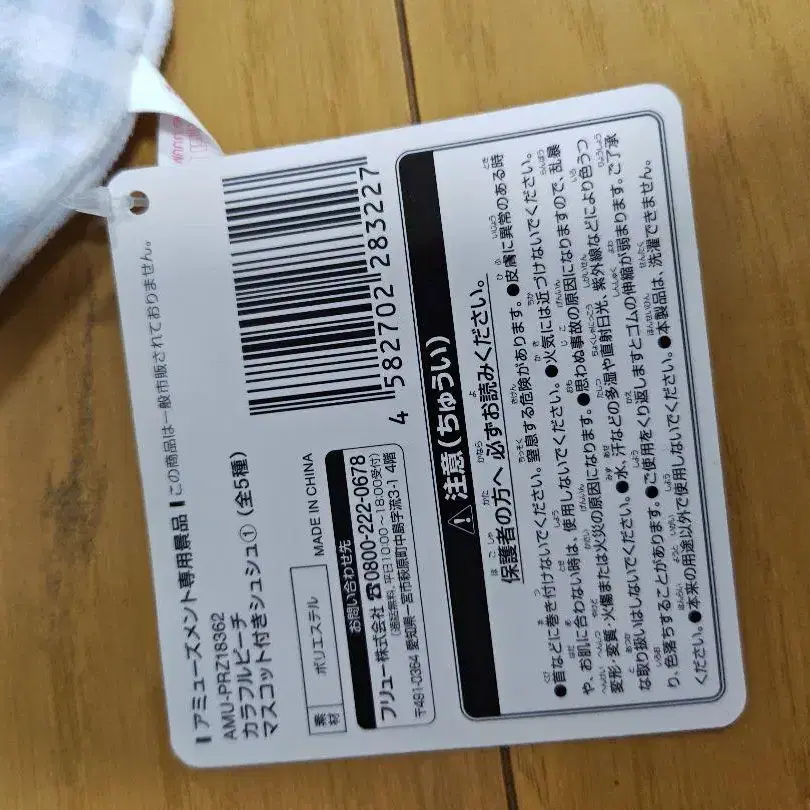 アミューズメント専用景品 この商品は一般市販されておりません。
AMU-PRZ18362
カラフルピーチ
マスコット付きシュシュ① (全5種)
素材 ポリエステル
MADE IN CHINA
お問い合わせ先
フリュー株式会社 ☎0800-222-0678
(通話無料、平日10:00～18:00受付)
〒491-0364 愛知県一宮市萩原町中島字流3-1 4階
4 582702 283227
⚠注意(ちゅうい)
保護者の方へ 必ずお読みください。
●首などに巻き付けないでください。窒息する危険があります。●皮膚に異常のある時
や、お肌に合わない時は、使用しないでください。●火気には近づけないでください。
変形・変質・火傷または火災の原因になります。●思わぬ事故の原因になりますので、乱暴
な取り扱いはしないでください。●水、汗などの多湿や直射日光、紫外線などにより色うつ
り、色落ちすることがあります。●ご使用をくり返しますとゴムの伸縮が弱まります。ご了承
ください。●本来の用途以外で使用しないでください。●本製品は、洗濯できません。